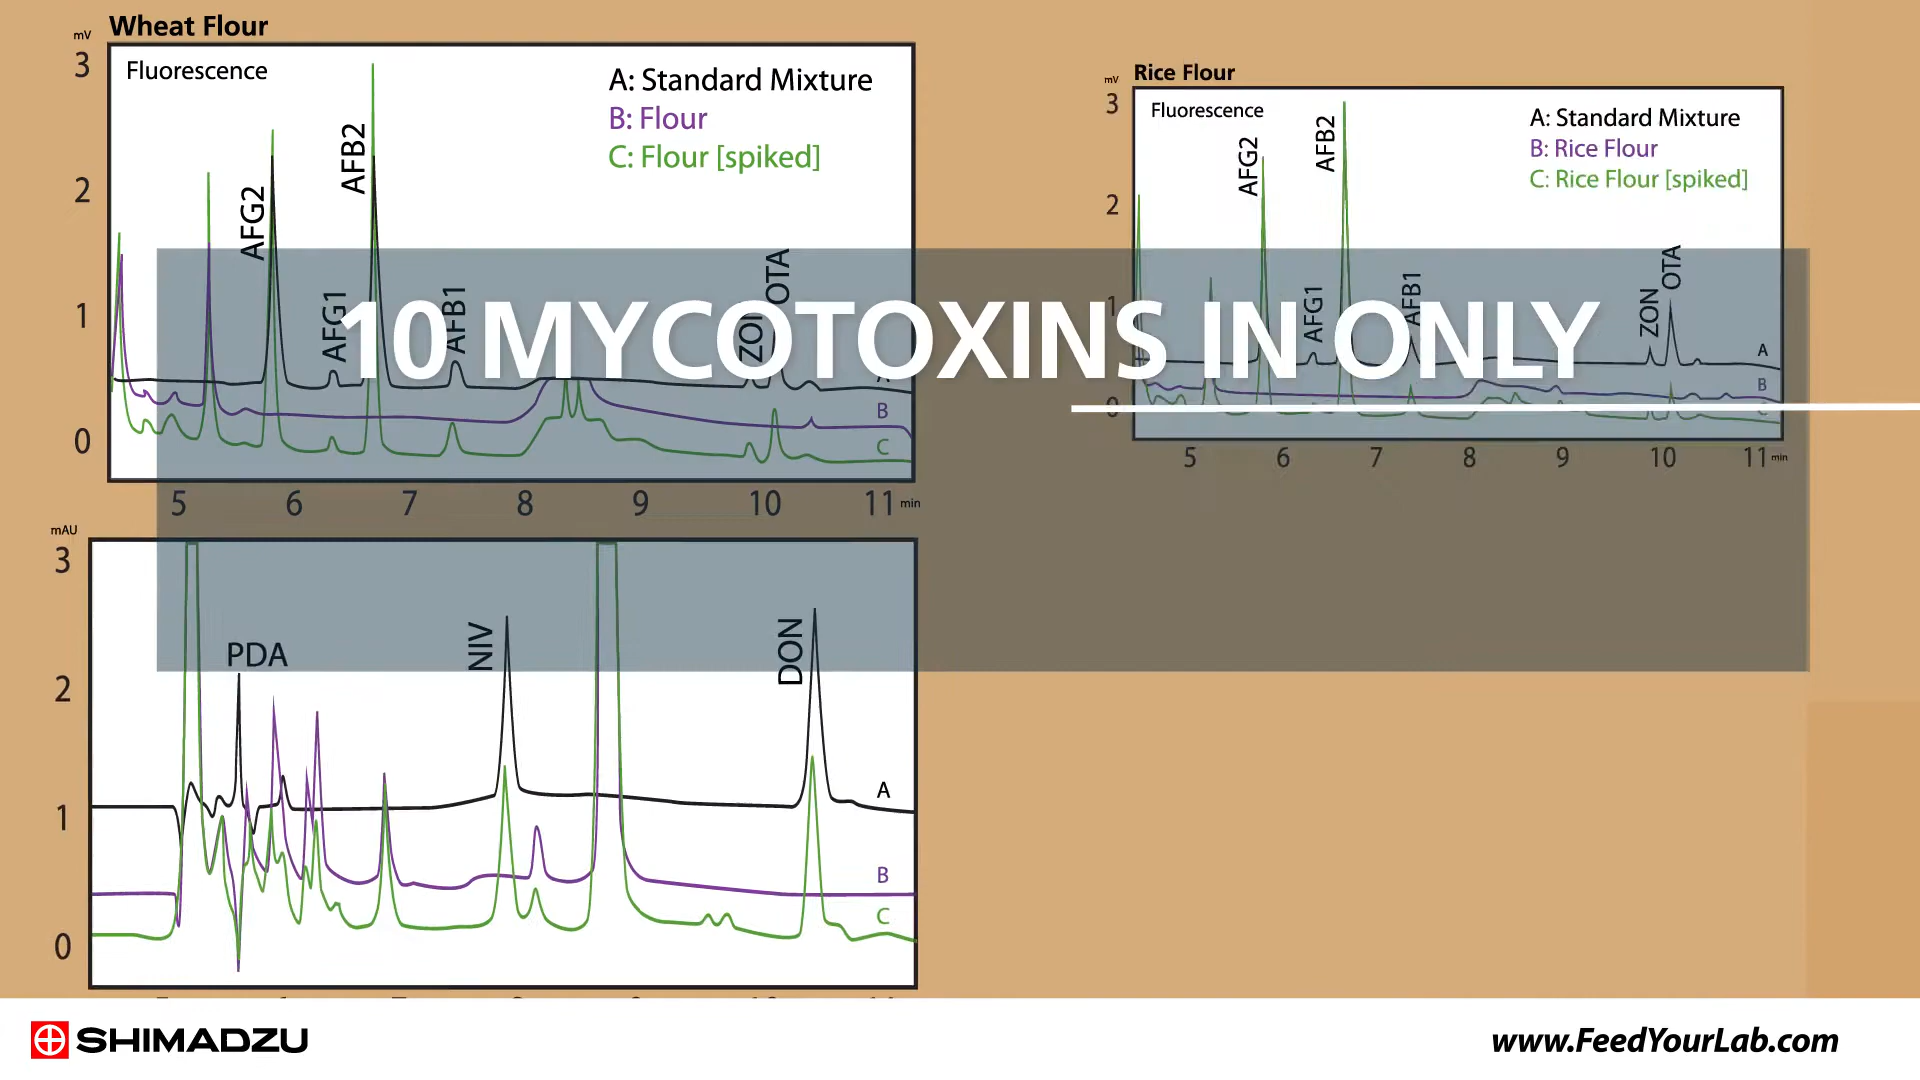 Wheat Flour
mV
3
2
1
0
Fluorescence
A: Standard Mixture
B: Flour
C: Flour [spiked]
AFG2
AFG1
AFB2
AFB1
OTA
B
C
5 6 7 8 9 10 11 min
Rice Flour
mV
3
2
1
0
Fluorescence
A: Standard Mixture
B: Rice Flour
C: Rice Flour [spiked]
AFG2
AFG1
AFB2
AFB1
ZON
OTA
A
B
5 6 7 8 9 10 11 min
10 MYCOTOXINS IN ONLY
mAU
3
2
1
0
PDA
NIV
DON
A
B
C
SHIMADZU
www.FeedYourLab.com